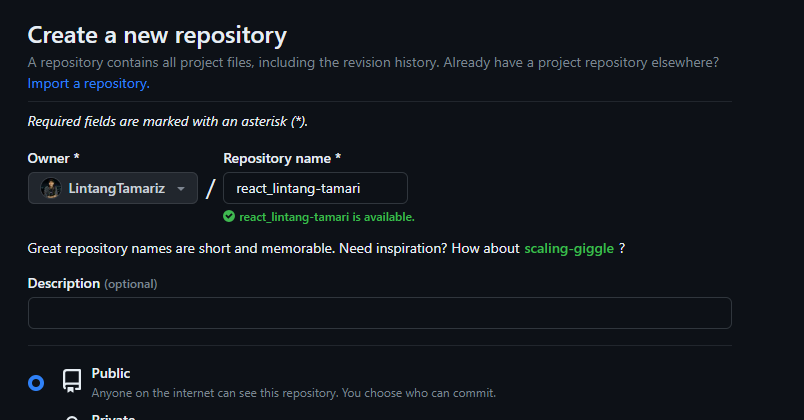 Create a new repository
A repository contains all project files, including the revision history. Already have a project repository elsewhere?
Import a repository.
Required fields are marked with an asterisk (*).
Owner * Repository name *
LintangTamariz / react_lintang-tamari
react_lintang-tamari is available.
Great repository names are short and memorable. Need inspiration? How about scaling-giggle ?
Description (optional)
Public
Anyone on the internet can see this repository. You choose who can commit.
Private